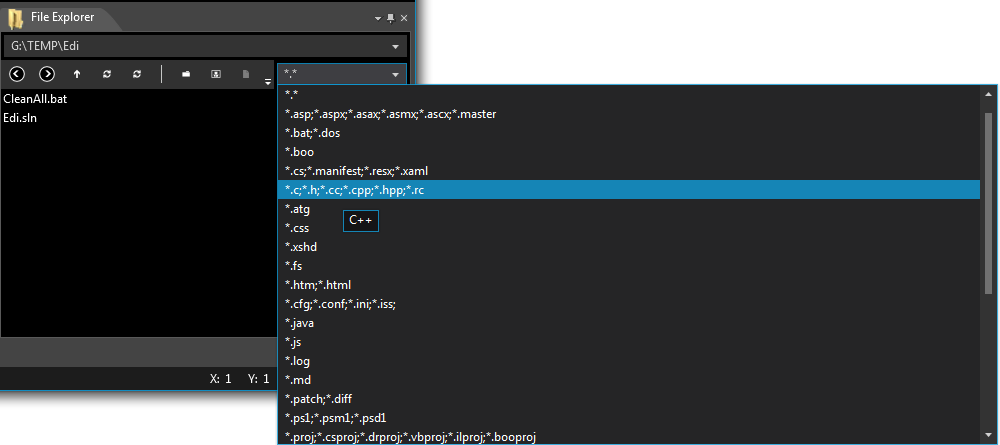 File Explorer
G:\TEMP\Edi
*.*
CleanAll.bat
Edi.sln
*.*
*.asp;*.aspx;*.asax;*.asmx;*.ascx;*.master
*.bat;*.dos
*.boo
*.cs;*.manifest;*.resx;*.xaml
*.c;*.h;*.cc;*.cpp;*.hpp;*.rc
*.atg
C++
*.css
*.xshd
*.fs
*.htm;*.html
*.cfg;*.conf;*.ini;*.iss;
*.java
*.js
*.log
*.md
*.patch;*.diff
*.ps1;*.psm1;*.psd1
*.proj;*.csproj;*.drproj;*.vbproj;*.ilproj;*.booproj
X: 1 Y: 1